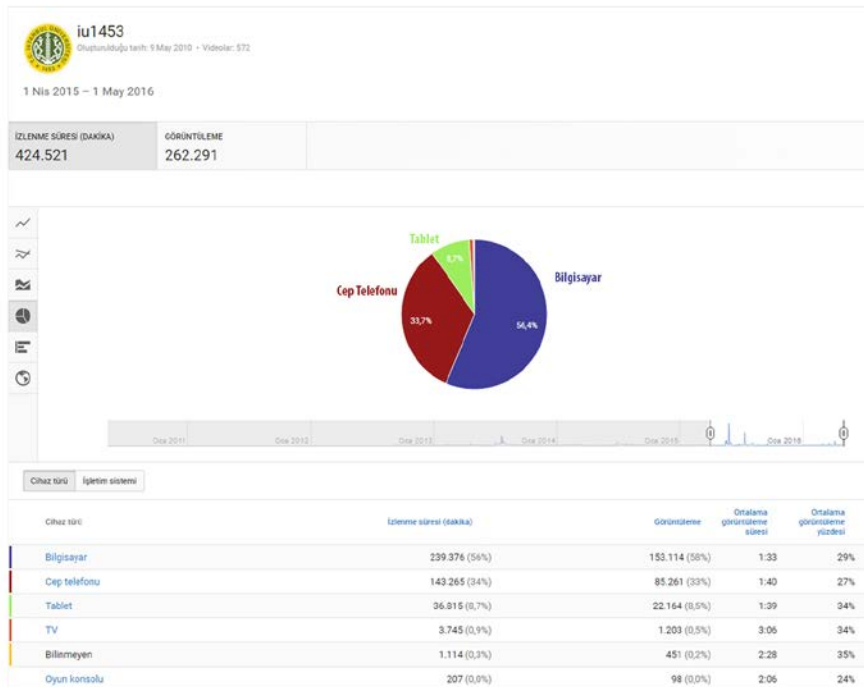 iu1453
Oluşturulduğu tarih: 9 May 2010 • Videolar: 572
1 Nis 2015 – 1 May 2016
İZLENME SÜRESİ (DAKİKA) GÖRÜNTÜLEME
424.521 262.291
Tablet
8,7%
Bilgisayar
Cep Telefonu
33,7%
56,4%
Oca 2011 Oca 2012 Oca 2013 Oca 2014 Oca 2015 Oca 2016
Cihaz türü İşletim sistemi
Cihaz türü İzlenme süresi (dakika) Görüntüleme Ortalama görüntüleme süresi Ortalama görüntüleme yüzdesi
Bilgisayar 239.376 (56%) 153.114 (58%) 1:33 29%
Cep telefonu 143.265 (34%) 85.261 (33%) 1:40 27%
Tablet 36.815 (8,7%) 22.164 (8,5%) 1:39 34%
TV 3.745 (0,9%) 1.203 (0,5%) 3:06 34%
Bilinmeyen 1.114 (0,3%) 451 (0,2%) 2:28 35%
Oyun konsolu 207 (0,0%) 98 (0,0%) 2:06 24%